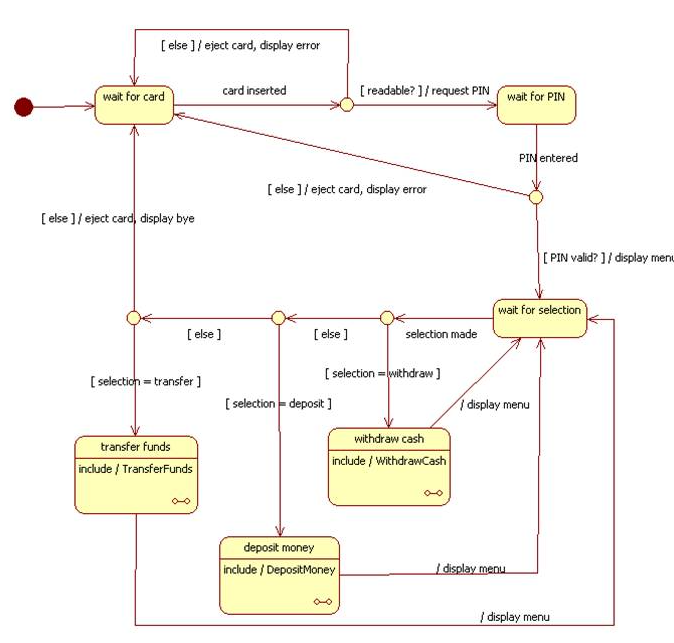 [ else ] / eject card, display error
wait for card
card inserted
[ readable? ] / request PIN
wait for PIN
PIN entered
[ else ] / eject card, display error
[ else ] / eject card, display bye
[ PIN valid? ] / display menu
wait for selection
[ else ]
[ else ]
selection made
[ selection = transfer ]
[ selection = withdraw ]
[ selection = deposit ]
/ display menu
transfer funds
include / TransferFunds
withdraw cash
include / WithdrawCash
deposit money
include / DepositMoney
/ display menu
/ display menu